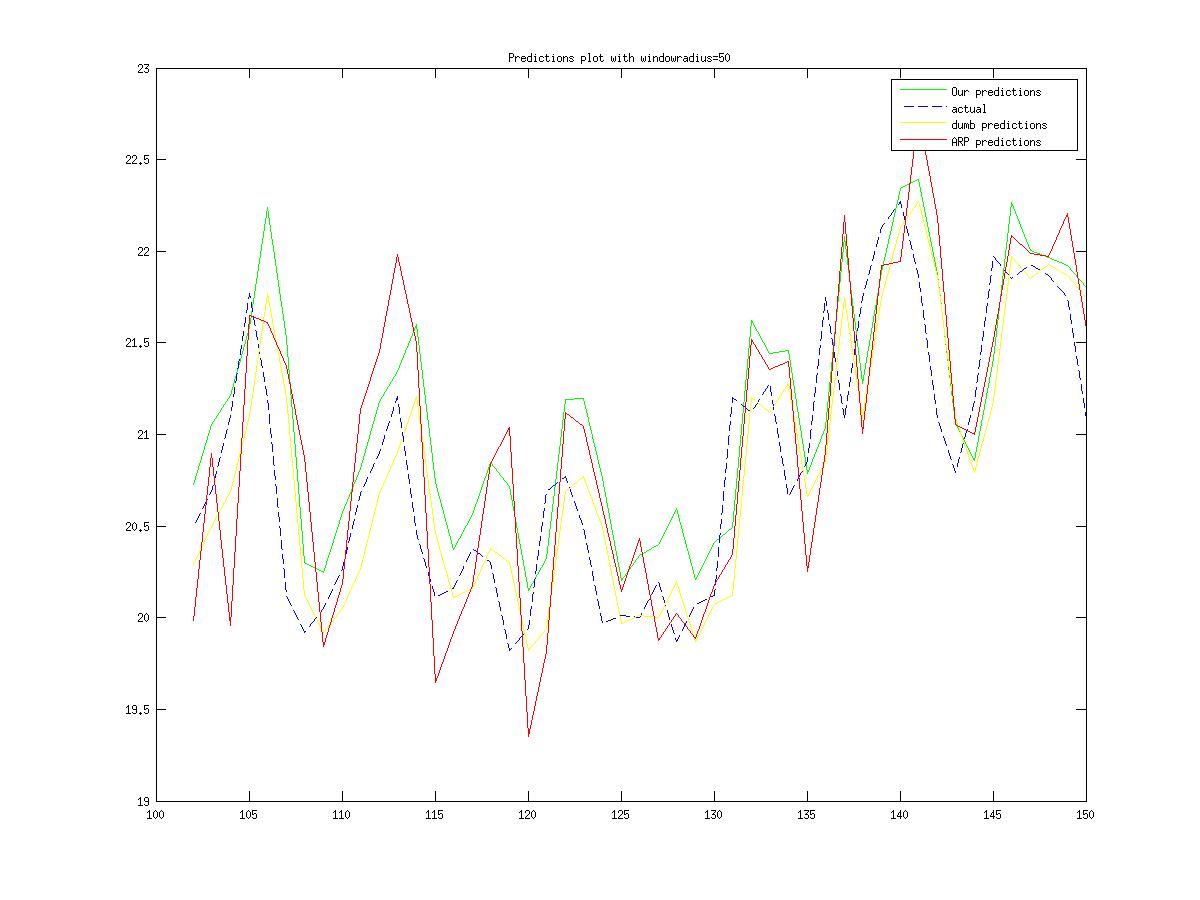 Predictions plot with windowradius=50
23
Our predictions
actual
dumb predictions
ARP predictions
22.5
22
21.5
21
20.5
20
19.5
19
100 105 110 115 120 125 130 135 140 145 150